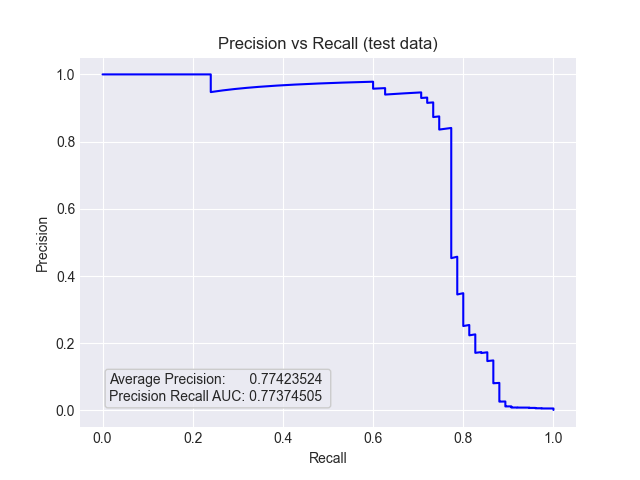 Precision vs Recall (test data)
1.0
0.8
0.6
0.4
0.2
0.0
Precision
Average Precision: 0.77423524
Precision Recall AUC: 0.77374505
0.0 0.2 0.4 0.6 0.8 1.0
Recall